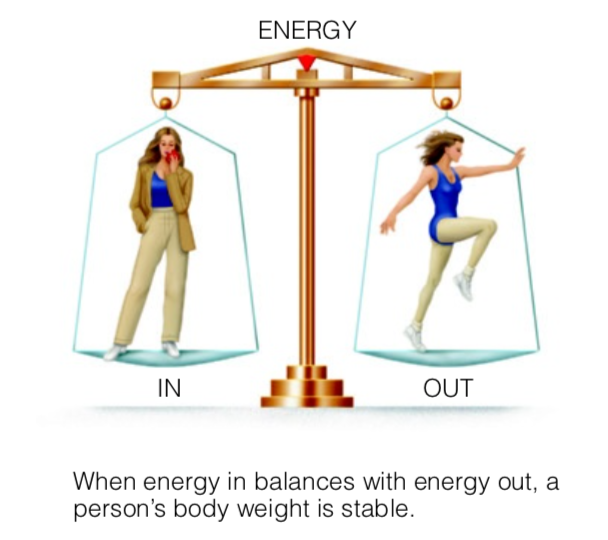 ENERGY
IN
OUT
When energy in balances with energy out, a
person's body weight is stable.